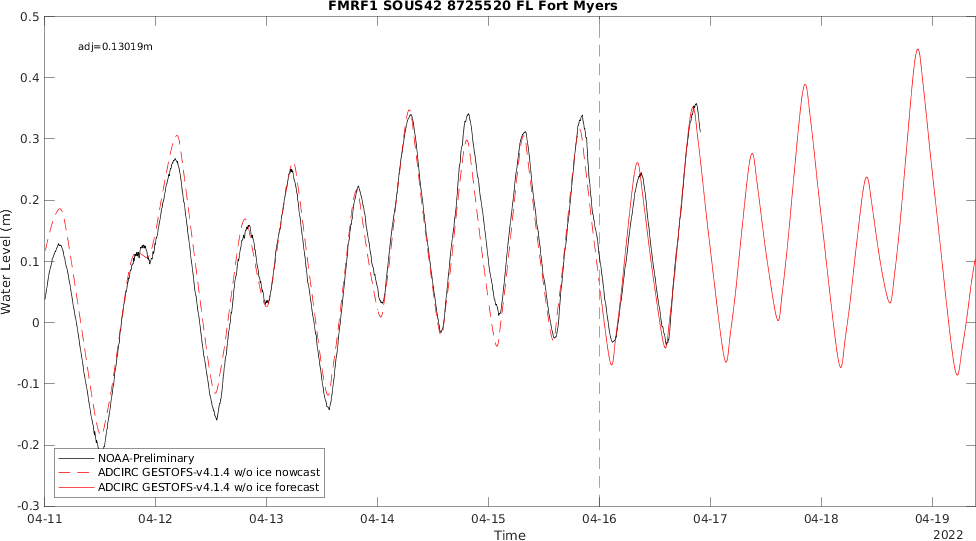 FMRF1 SOUS42 8725520 FL Fort Myers
adj=0.13019m
0.5
0.4
0.3
0.2
0.1
0
-0.1
-0.2
-0.3
Water Level (m)
NOAA-Preliminary
ADCIRC GESTOFS-v4.1.4 w/o ice nowcast
ADCIRC GESTOFS-v4.1.4 w/o ice forecast
04-11 04-12 04-13 04-14 04-15 04-16 04-17 04-18 04-19
Time
2022